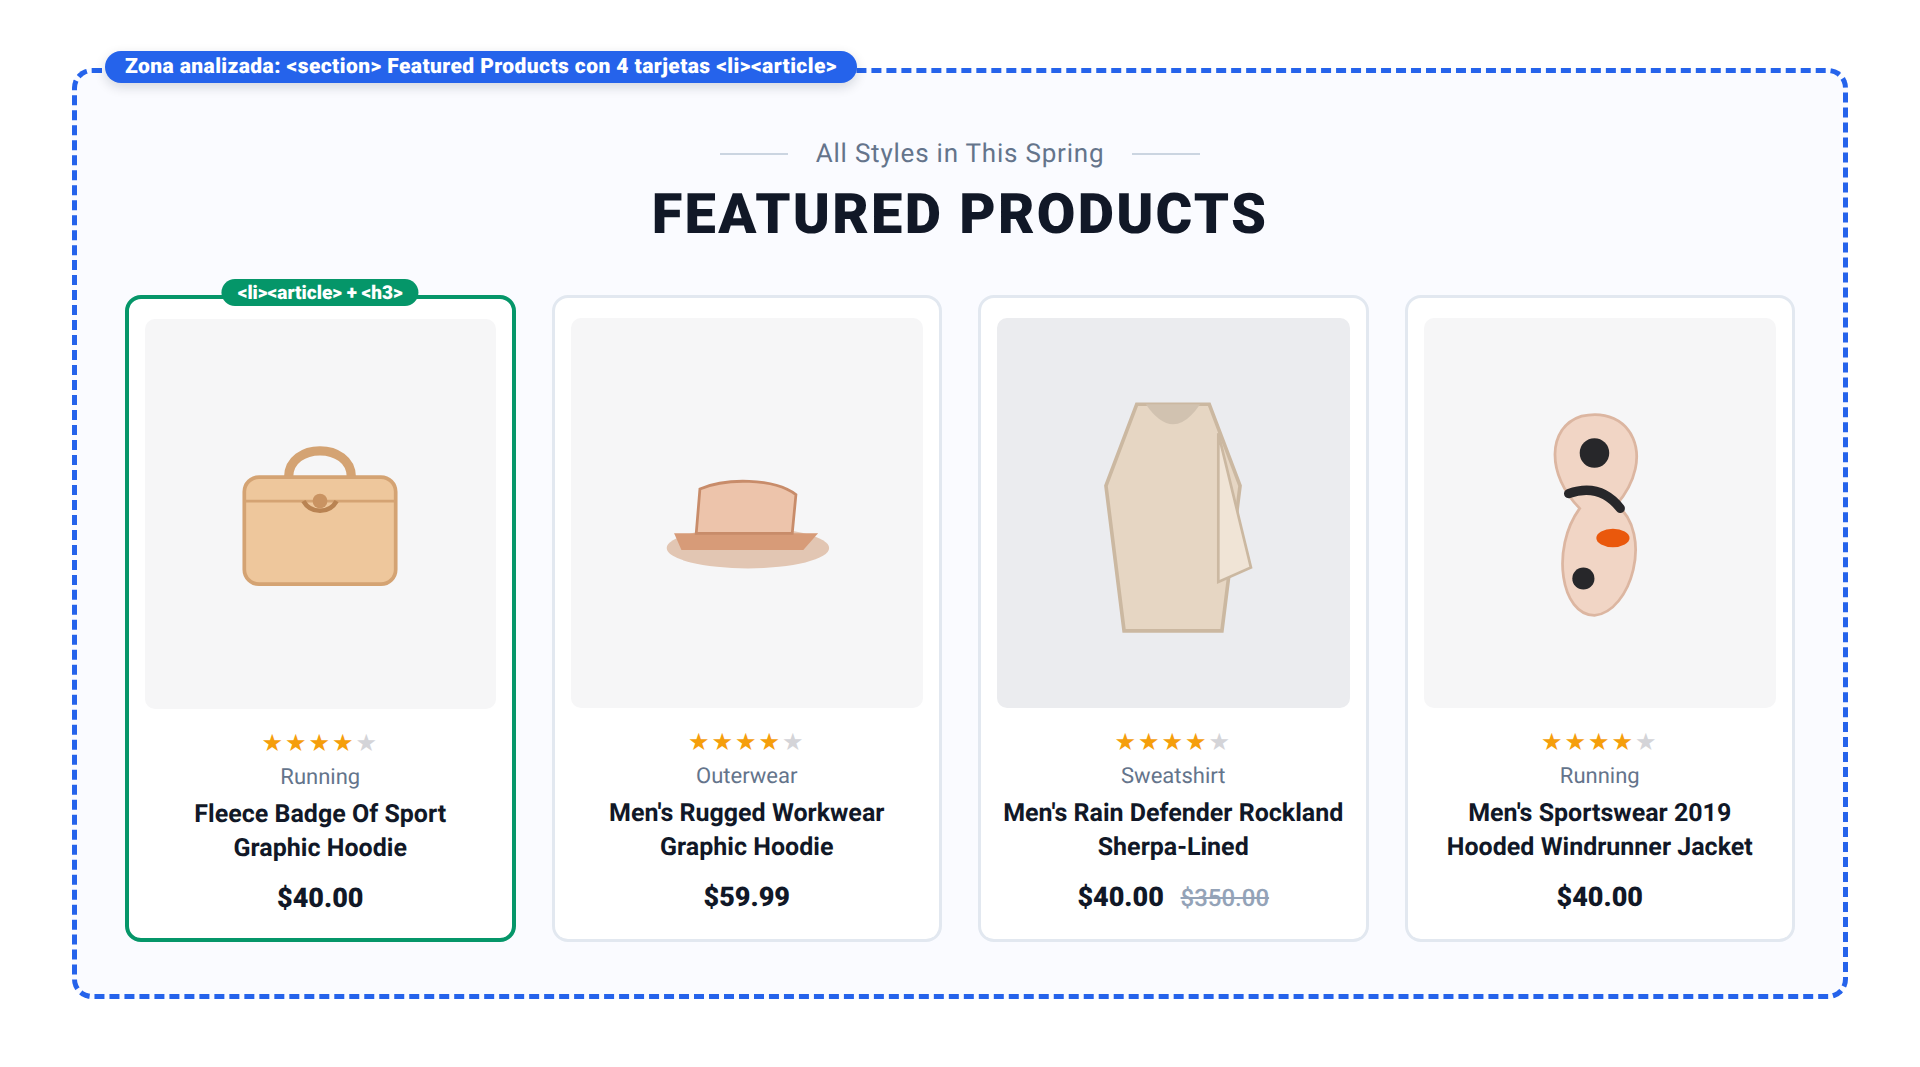 Zona analizada: <section> Featured Products con 4 tarjetas <li><article>
All Styles in This Spring
FEATURED PRODUCTS
<li><article> + <h3>
★★★★★
Running
Fleece Badge Of Sport
Graphic Hoodie
$40.00
★★★★★
Outerwear
Men's Rugged Workwear
Graphic Hoodie
$59.99
★★★★★
Sweatshirt
Men's Rain Defender Rockland
Sherpa-Lined
$40.00 $350.00
★★★★★
Running
Men's Sportswear 2019
Hooded Windrunner Jacket
$40.00